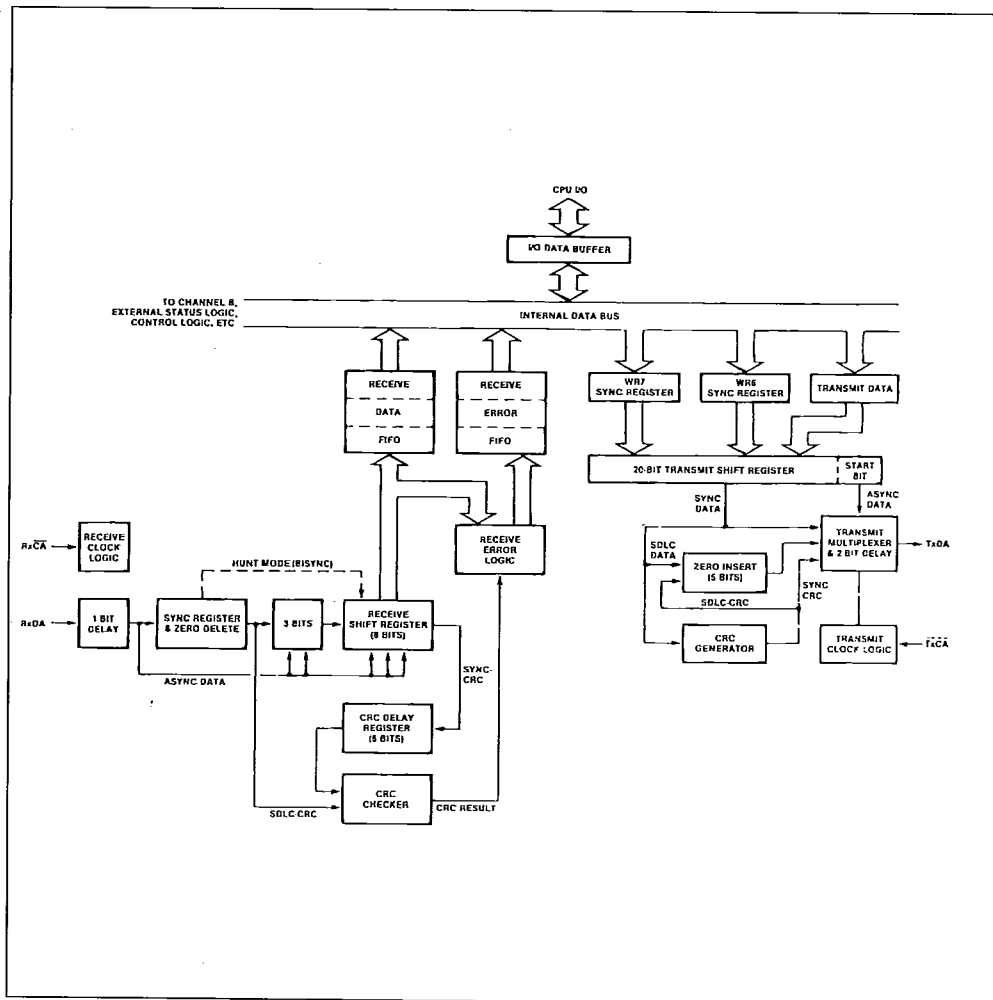 CPU I/O
I/O DATA BUFFER
TO CHANNEL B,
EXTERNAL STATUS LOGIC,
CONTROL LOGIC, ETC
INTERNAL DATA BUS
RECEIVE
DATA
FIFO
RECEIVE
ERROR
FIFO
WR7
SYNC REGISTER
WR6
SYNC REGISTER
TRANSMIT DATA
20-BIT TRANSMIT SHIFT REGISTER
START
BIT
SYNC
DATA
ASYNC
DATA
RECEIVE
ERROR
LOGIC
TRANSMIT
MULTIPLEXER
& 2 BIT DELAY
TxDA
SDLC
DATA
ZERO INSERT
(5 BITS)
SYNC
CRC
SDLC-CRC
CRC
GENERATOR
TRANSMIT
CLOCK LOGIC
TxCA
RxCA
RECEIVE
CLOCK
LOGIC
HUNT MODE (BISYNC)
RxDA
1 BIT
DELAY
SYNC REGISTER
& ZERO DELETE
3 BITS
RECEIVE
SHIFT REGISTER
(8 BITS)
ASYNC DATA
SYNC-
CRC
CRC DELAY
REGISTER
(8 BITS)
CRC
CHECKER
SDLC-CRC
CRC RESULT